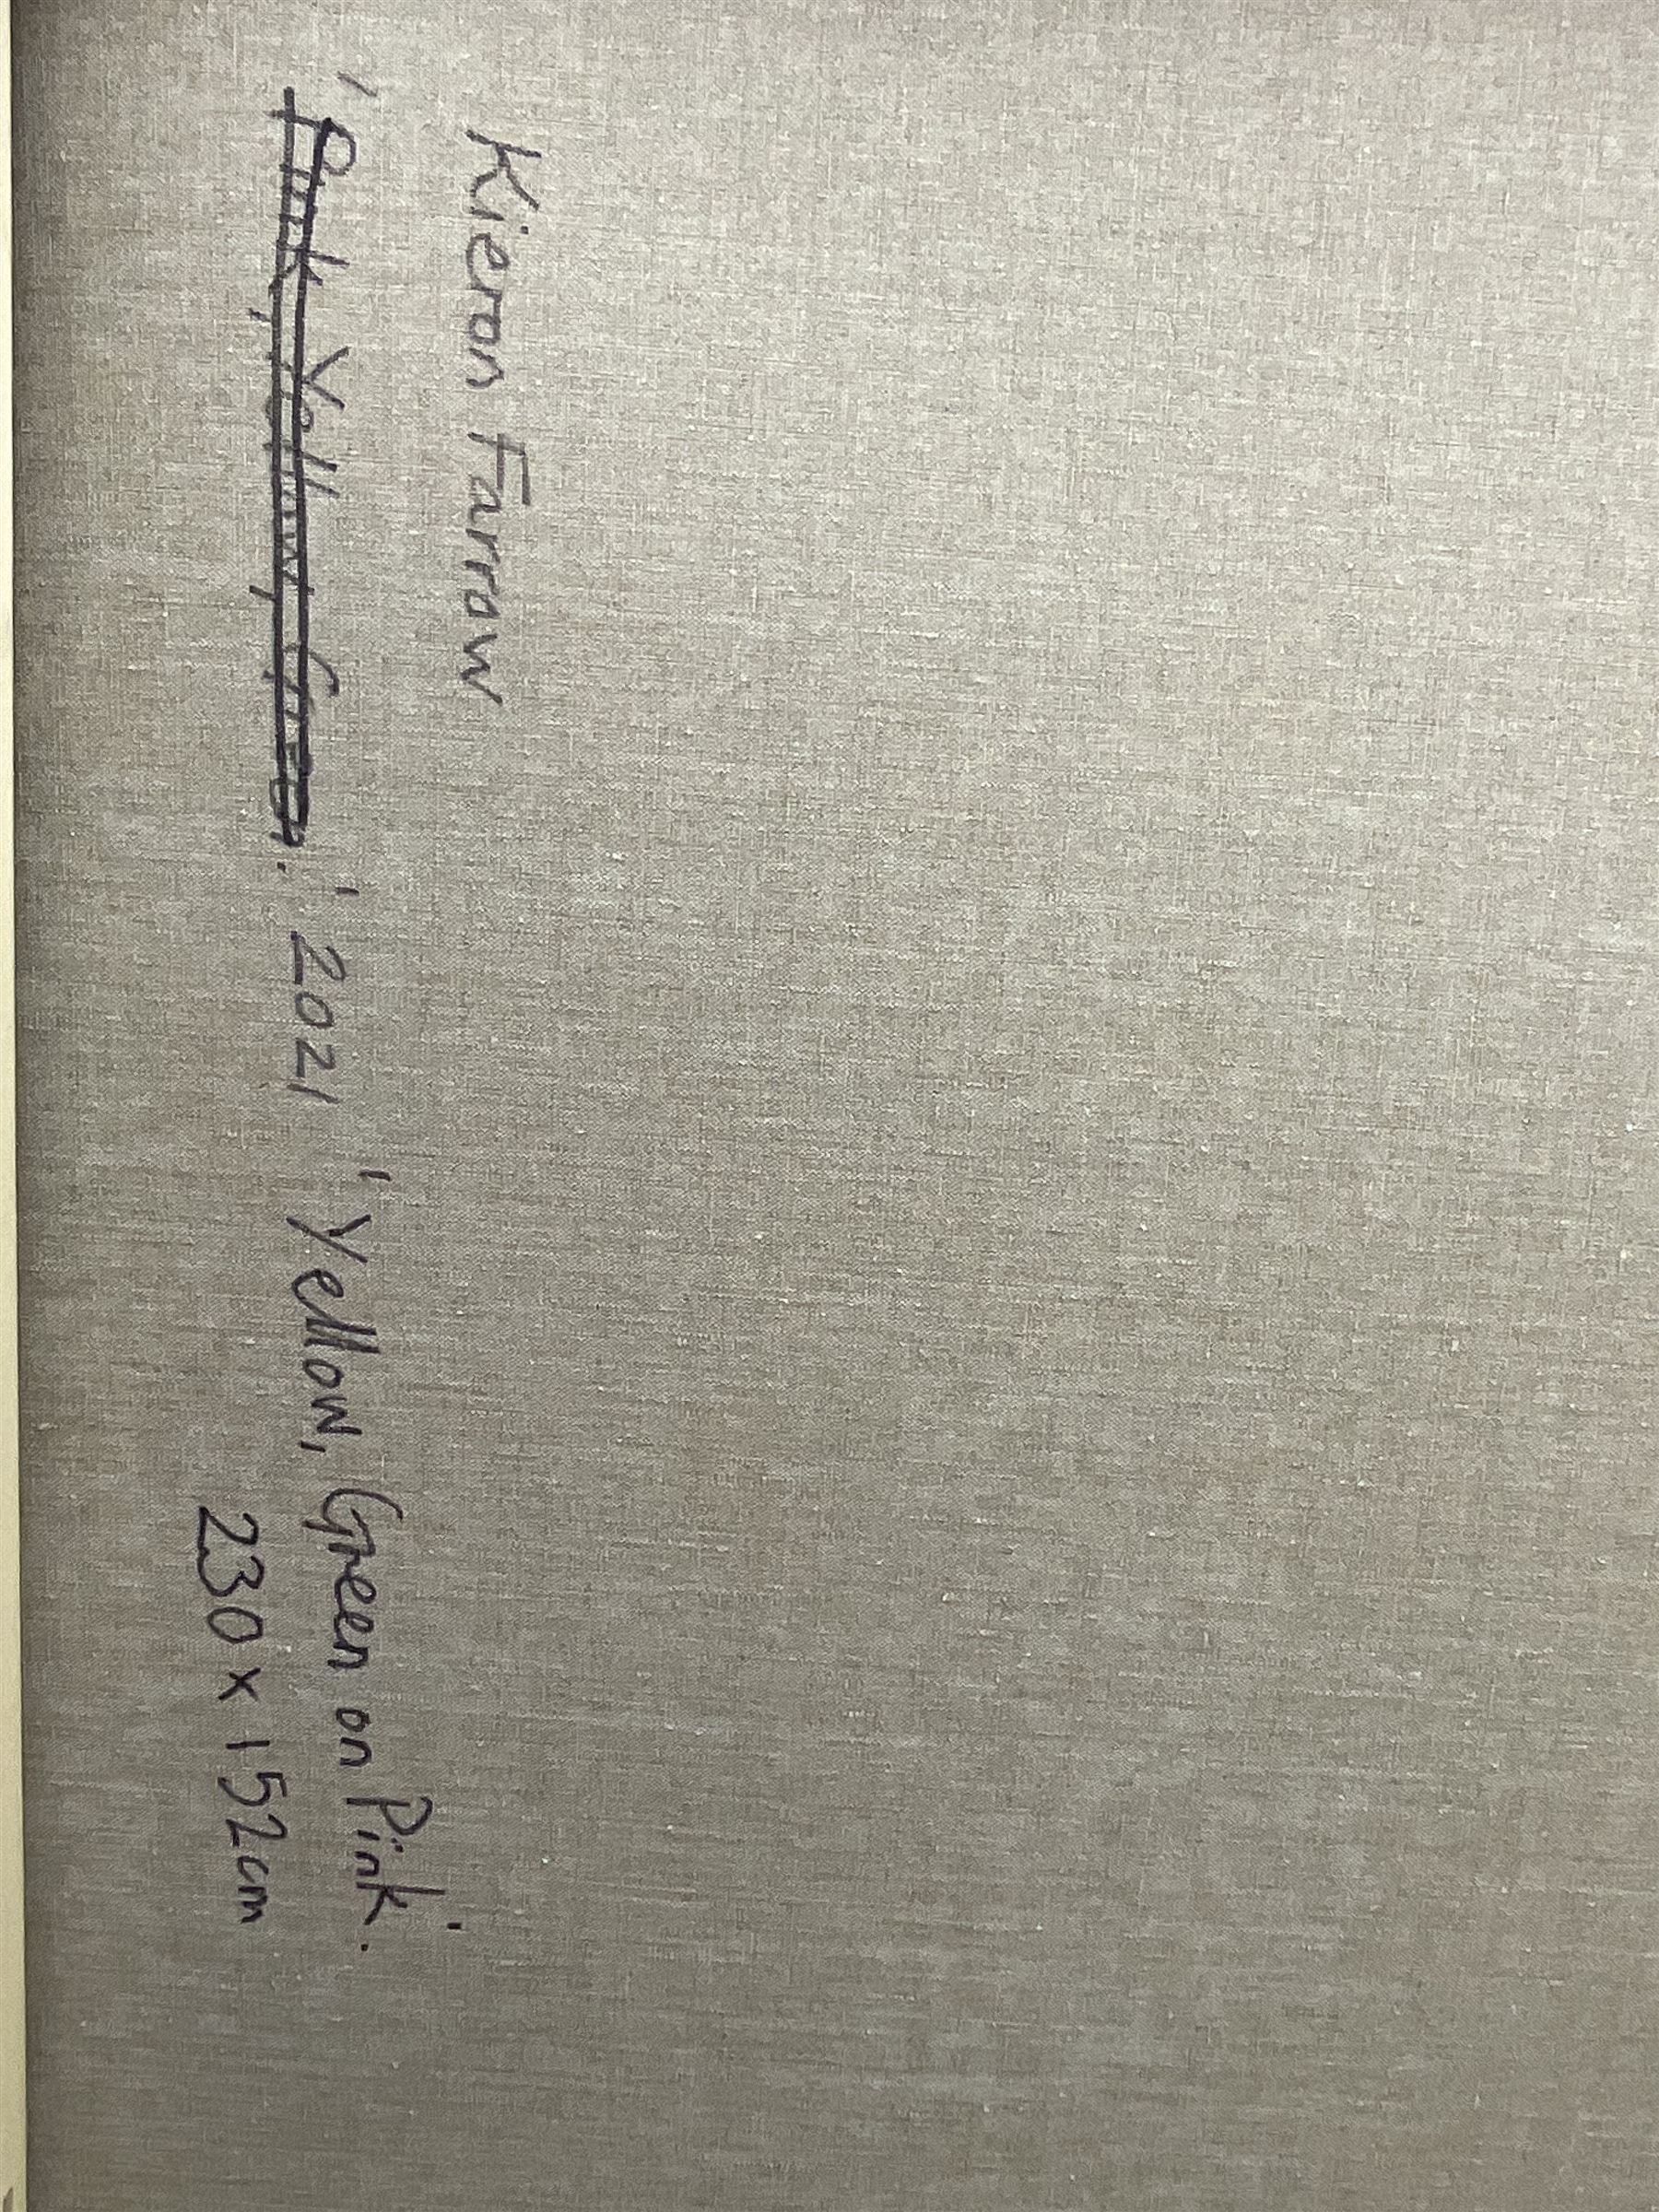 Kieron Farrow
'Pink, Yellow, Green.' 2021 'Yellow, Green on Pink.'
230 x 152cm